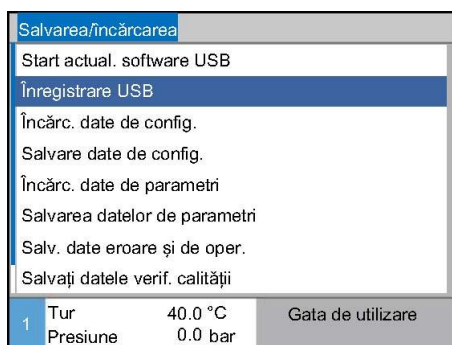 Salvarea/încărcarea
Start actual. software USB
Înregistrare USB
Încărc. date de config.
Salvare date de config.
Încărc. date de parametri
Salvarea datelor de parametri
Salv. date eroare și de oper.
Salvați datele verif. calității
1 Tur 40.0 °C Gata de utilizare
Presiune 0.0 bar